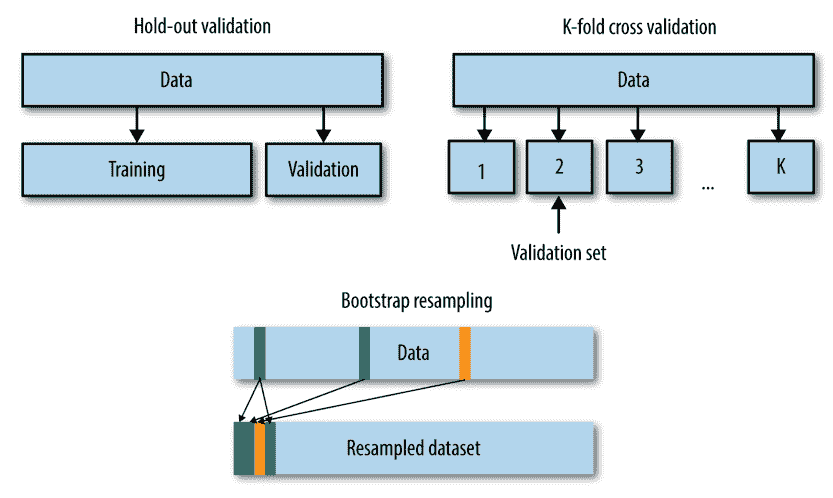 Hold-out validation
Data
Training
Validation
K-fold cross validation
Data
1
2
3
...
K
Validation set
Bootstrap resampling
Data
Resampled dataset